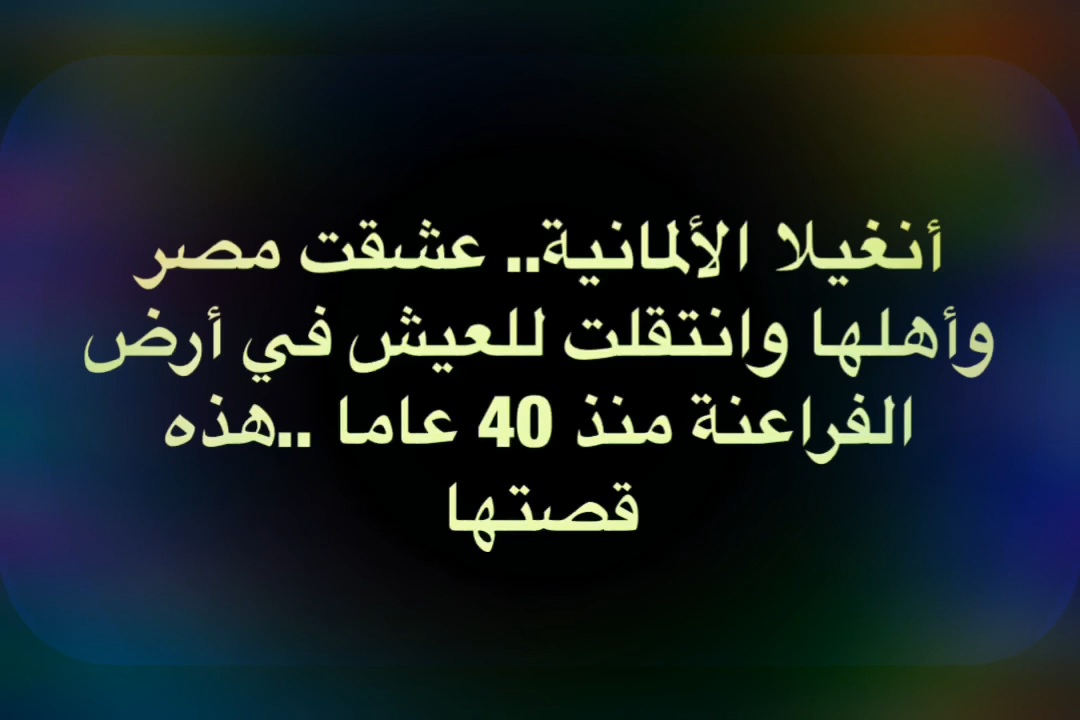 أنغيلا الألمانية.. عشقت مصر
وأهلها وانتقلت للعيش في أرض
الفراعنة منذ 40 عاما ..هذه
قصتها